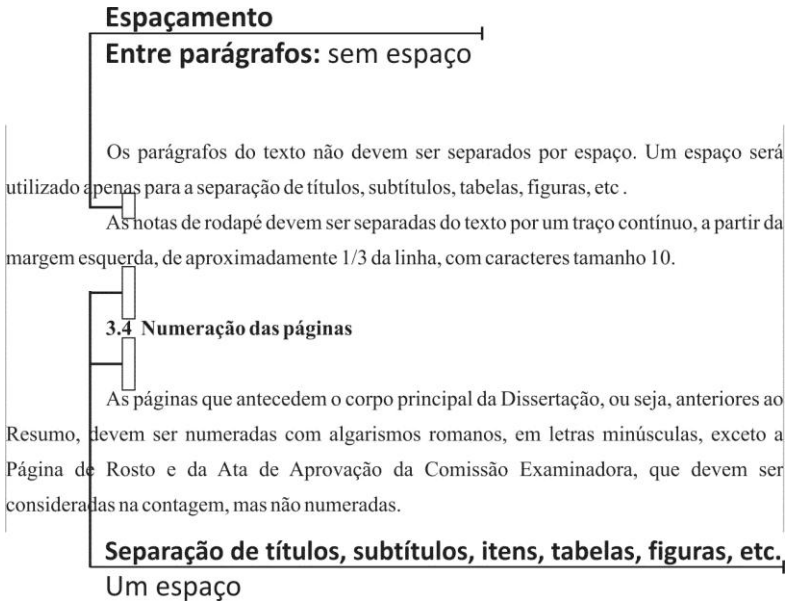 Espaçamento
Entre parágrafos: sem espaço
Os parágrafos do texto não devem ser separados por espaço. Um espaço será
utilizado apenas para a separação de títulos, subtítulos, tabelas, figuras, etc .
As notas de rodapé devem ser separadas do texto por um traço contínuo, a partir da
margem esquerda, de aproximadamente 1/3 da linha, com caracteres tamanho 10.
3.4 Numeração das páginas
As páginas que antecedem o corpo principal da Dissertação, ou seja, anteriores ao
Resumo, devem ser numeradas com algarismos romanos, em letras minúsculas, exceto a
Página de Rosto e da Ata de Aprovação da Comissão Examinadora, que devem ser
consideradas na contagem, mas não numeradas.
Separação de títulos, subtítulos, itens, tabelas, figuras, etc.
Um espaço